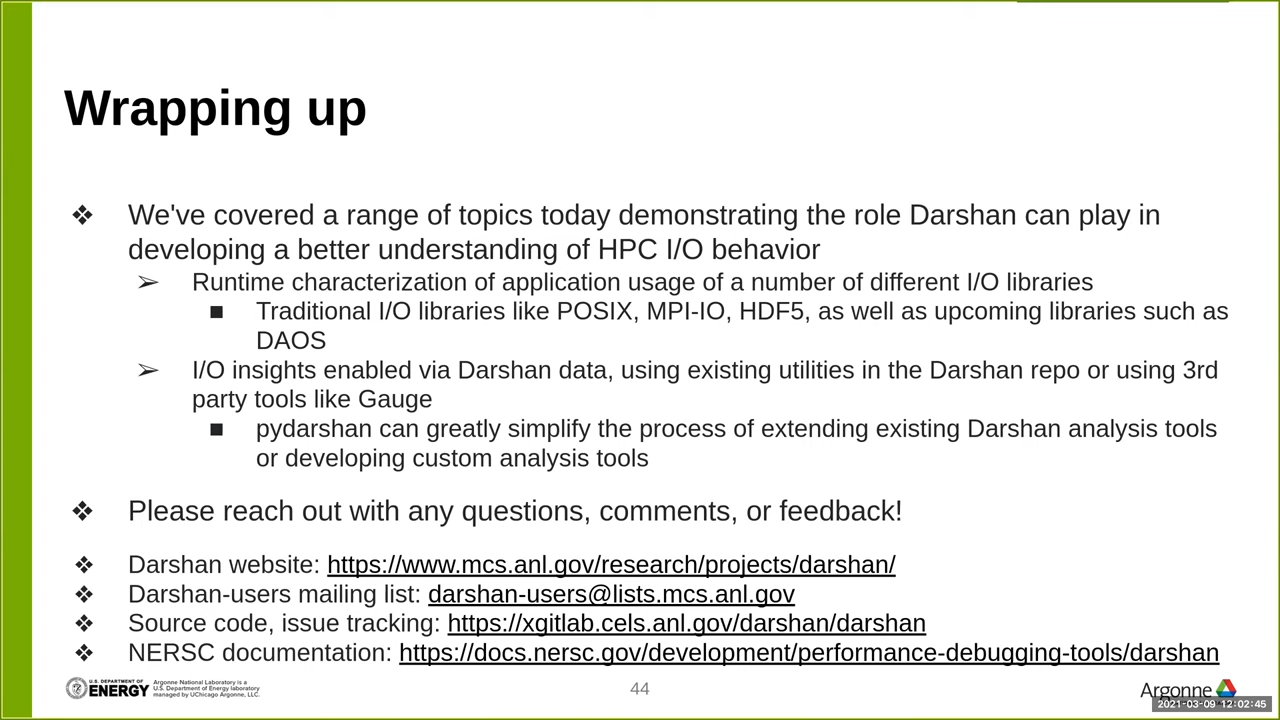 Wrapping up
❖ We've covered a range of topics today demonstrating the role Darshan can play in
developing a better understanding of HPC I/O behavior
➢ Runtime characterization of application usage of a number of different I/O libraries
■ Traditional I/O libraries like POSIX, MPI-IO, HDF5, as well as upcoming libraries such as
DAOS
➢ I/O insights enabled via Darshan data, using existing utilities in the Darshan repo or using 3rd
party tools like Gauge
■ pydarshan can greatly simplify the process of extending existing Darshan analysis tools
or developing custom analysis tools
❖ Please reach out with any questions, comments, or feedback!
❖ Darshan website: https://www.mcs.anl.gov/research/projects/darshan/
❖ Darshan-users mailing list: darshan-users@lists.mcs.anl.gov
❖ Source code, issue tracking: https://xgitlab.cels.anl.gov/darshan/darshan
❖ NERSC documentation: https://docs.nersc.gov/development/performance-debugging-tools/darshan
U.S. DEPARTMENT OF
ENERGY
Argonne National Laboratory is a
U.S. Department of Energy laboratory
managed by UChicago Argonne, LLC.
44
Argonne
2021-03-09 12:02:45